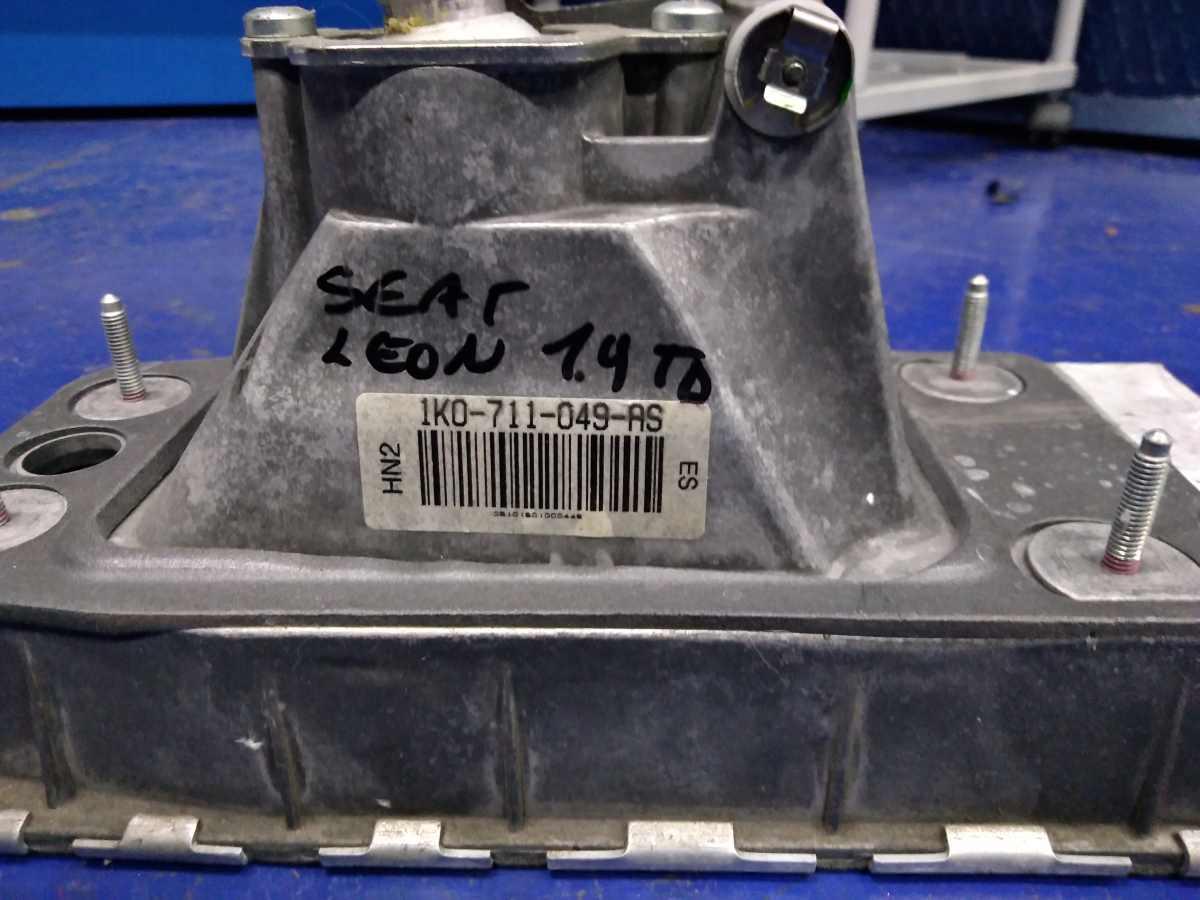 SEAT
LEON 1.4 TD
1K0-711-049-AS
HN2
ES